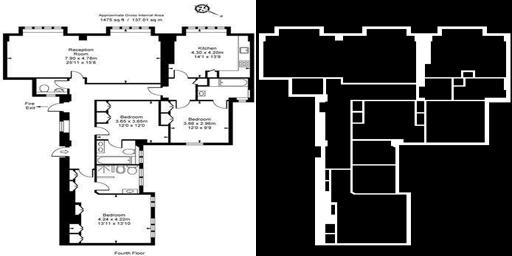 Approximate Gross Internal Area
1475 sq ft / 137.01 sq m
Reception
Room
7.90 x 4.78m
25'11 x 15'8
Kitchen
4.30 x 4.20m
14'1 x 13'9
Fire
Exit
Bedroom
3.65 x 3.65m
12'0 x 12'0
Bedroom
3.66 x 2.96m
12'0 x 9'9
Bedroom
4.24 x 4.22m
13'11 x 13'10
Fourth Floor